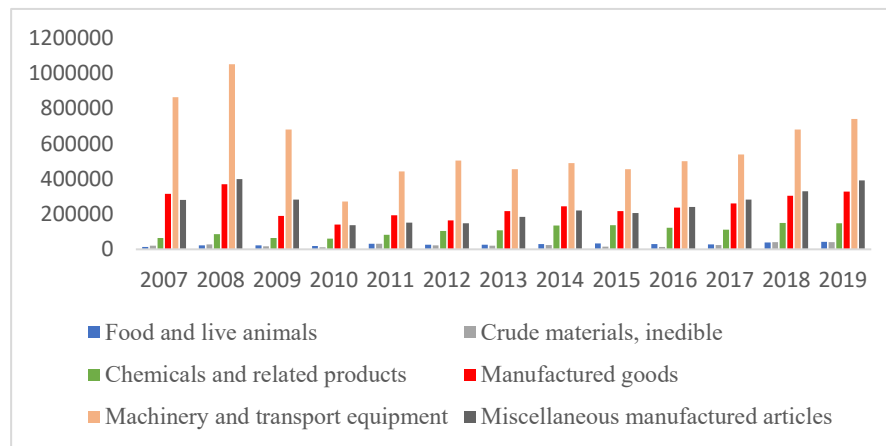 1200000
1000000
800000
600000
400000
200000
0
2007 2008 2009 2010 2011 2012 2013 2014 2015 2016 2017 2018 2019
Food and live animals Crude materials, inedible
Chemicals and related products Manufactured goods
Machinery and transport equipment Miscellaneous manufactured articles